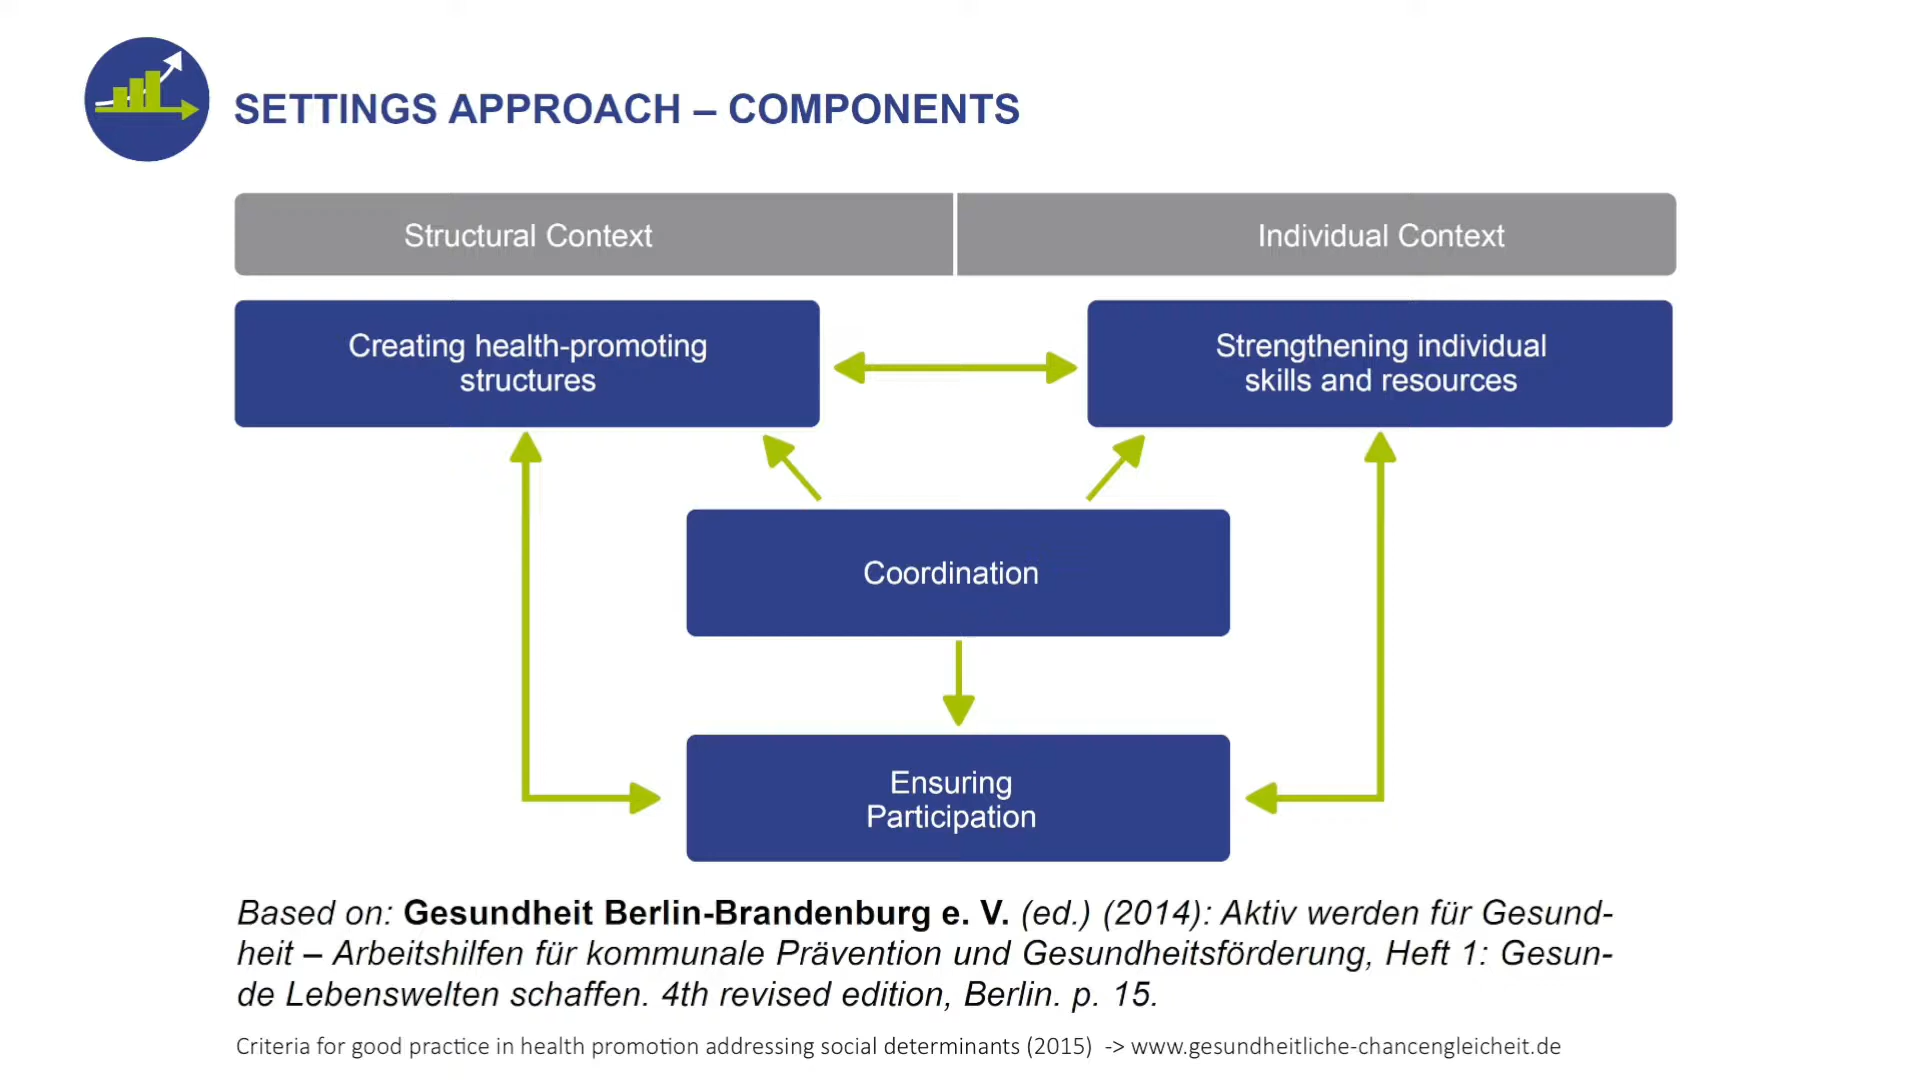 SETTINGS APPROACH – COMPONENTS
Structural Context
Individual Context
Creating health-promoting
structures
Strengthening individual
skills and resources
Coordination
Ensuring
Participation
Based on: Gesundheit Berlin-Brandenburg e. V. (ed.) (2014): Aktiv werden für Gesund-
heit – Arbeitshilfen für kommunale Prävention und Gesundheitsförderung, Heft 1: Gesun-
de Lebenswelten schaffen. 4th revised edition, Berlin. p. 15.
Criteria for good practice in health promotion addressing social determinants (2015) -> www.gesundheitliche-chancengleicheit.de